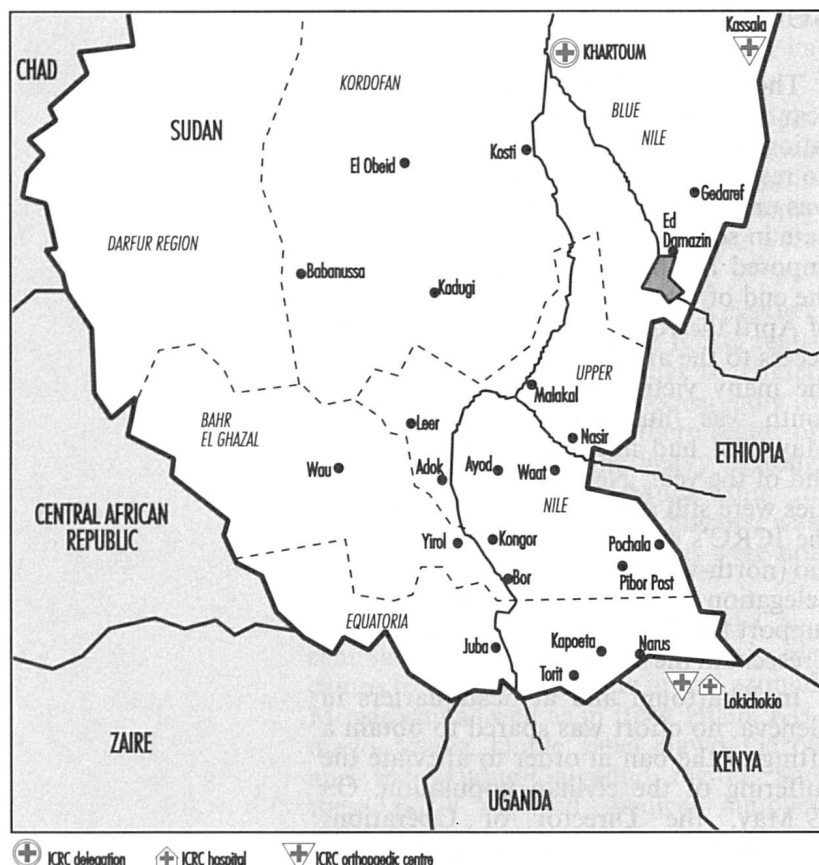 Kassala
KHARTOUM
CHAD
KORDOFAN
BLUE
NILE
SUDAN
El Obeid
Kosti
Gedaref
Ed
Damazin
DARFUR REGION
Babanussa
Kadugi
UPPER
Malakal
BAHR
EL GHAZAL
Leer
Nasir
ETHIOPIA
Wau
Adok
Ayod
Waat
NILE
CENTRAL AFRICAN
REPUBLIC
Yirol
Kongor
Pochala
Bor
Pibor Post
EQUATORIA
Juba
Kapoeta
Narus
Torit
Lokichokio
ZAIRE
KENYA
UGANDA
ICRC delegation
ICRC hospital
ICRC orthopaedic centre